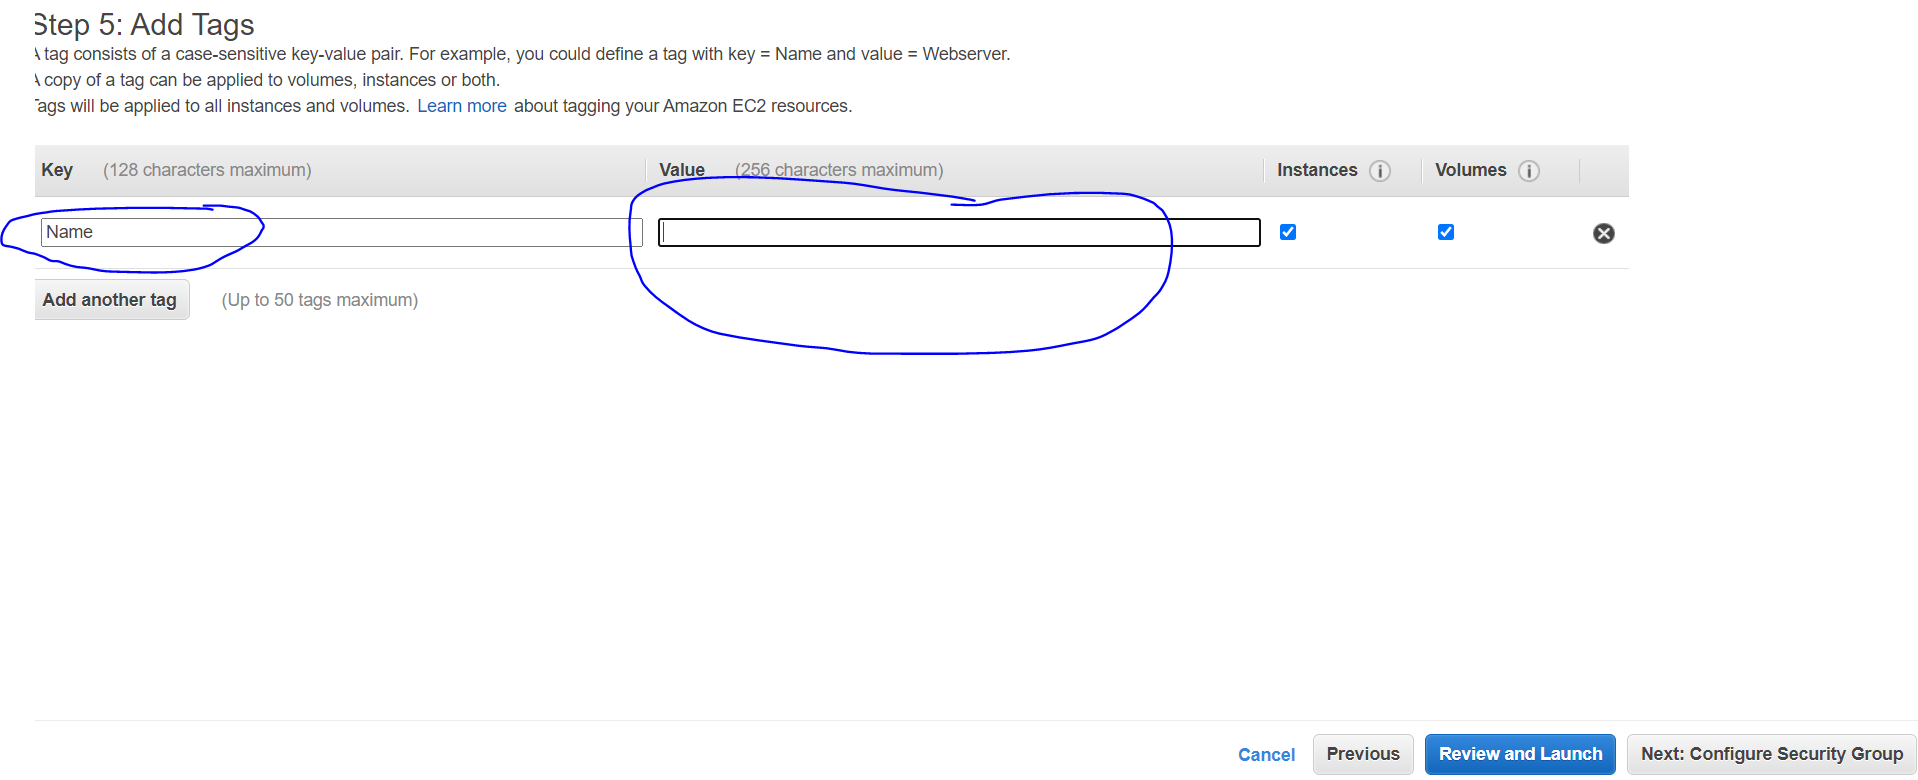 Step 5: Add Tags
A tag consists of a case-sensitive key-value pair. For example, you could define a tag with key = Name and value = Webserver.
A copy of a tag can be applied to volumes, instances or both.
Tags will be applied to all instances and volumes. Learn more about tagging your Amazon EC2 resources.
Key (128 characters maximum) Value (256 characters maximum) Instances i Volumes i
Name
Add another tag (Up to 50 tags maximum)
Cancel Previous Review and Launch Next: Configure Security Group